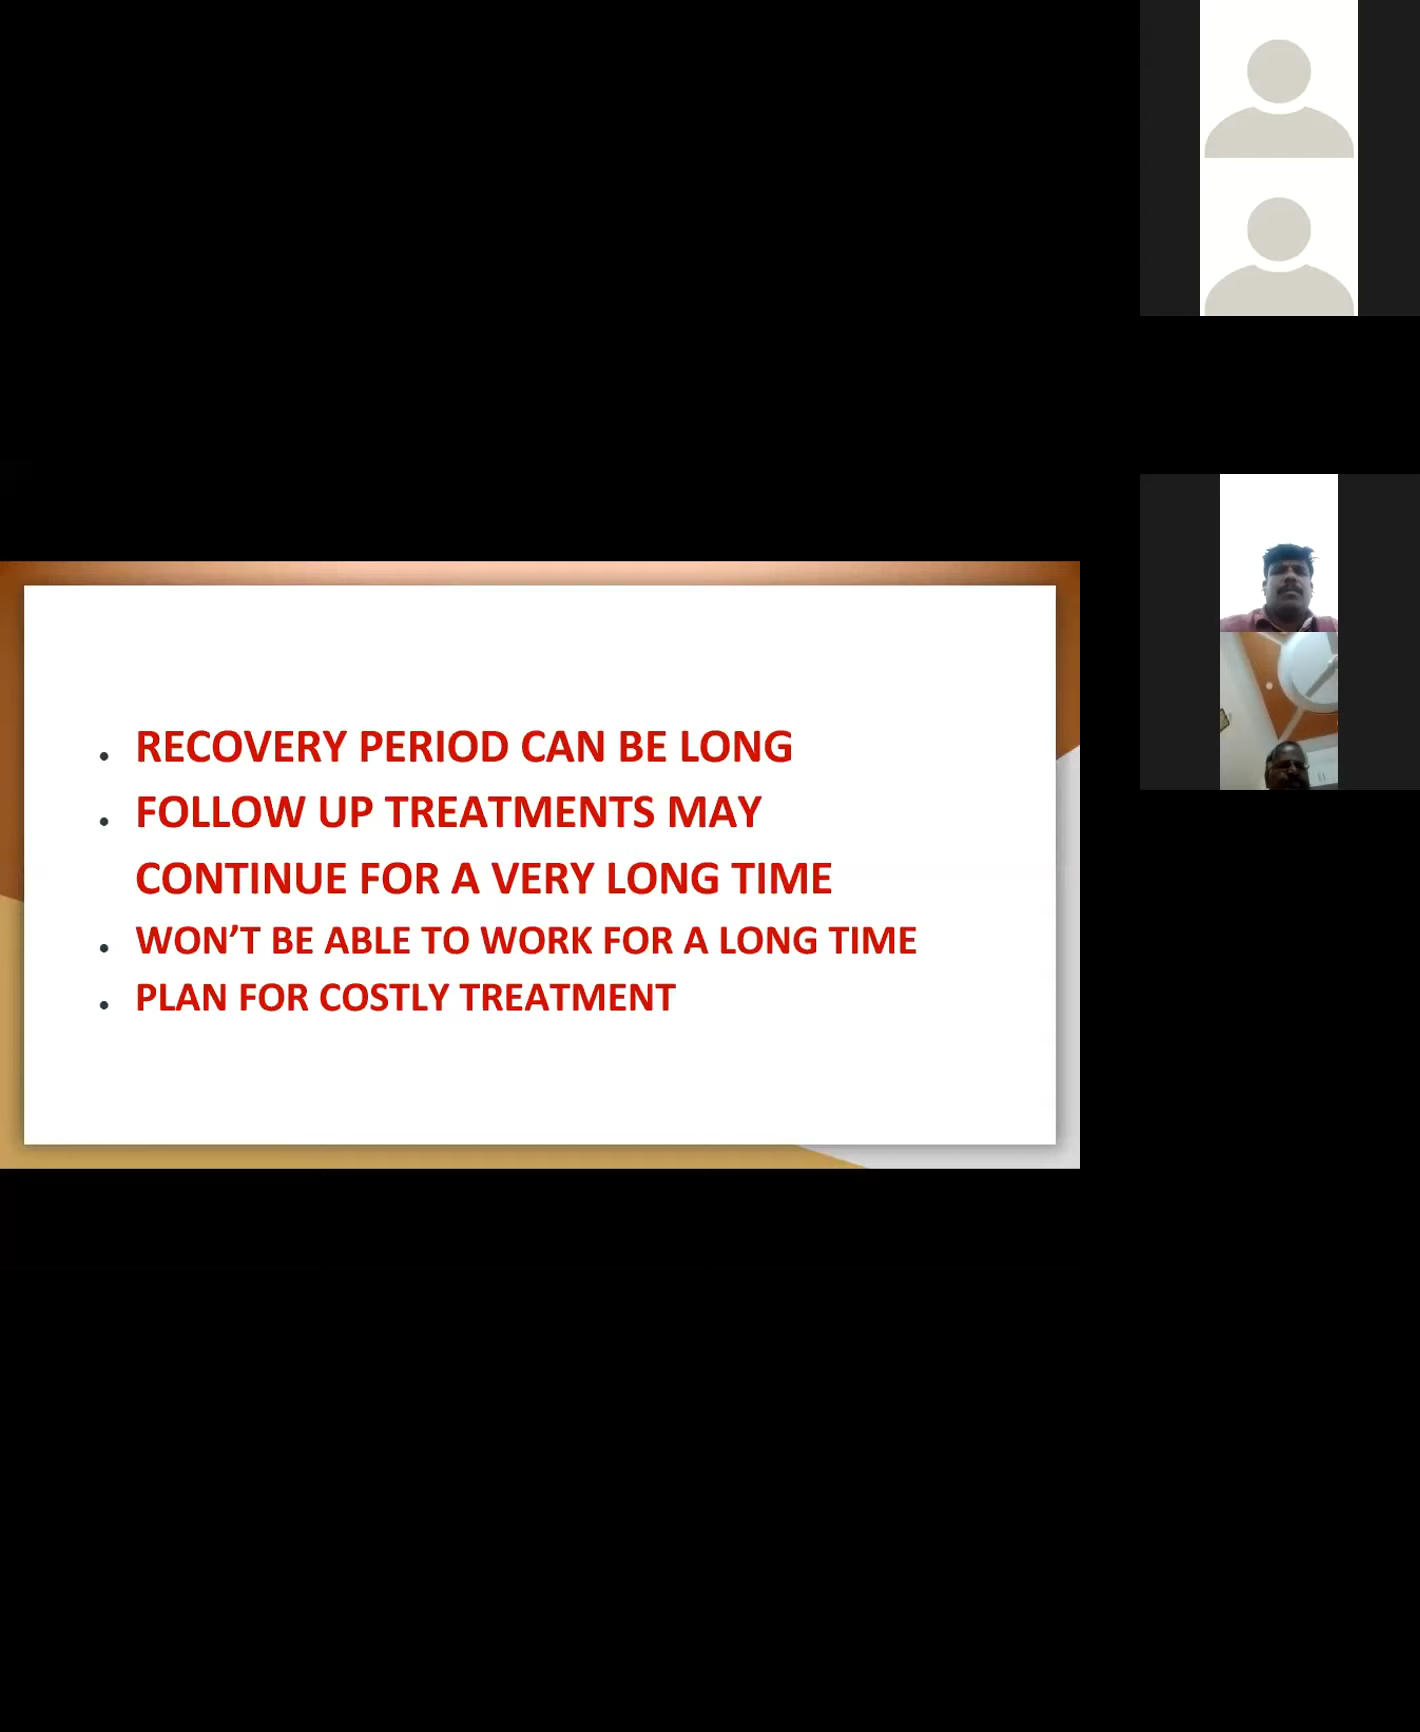 RECOVERY PERIOD CAN BE LONG
FOLLOW UP TREATMENTS MAY
CONTINUE FOR A VERY LONG TIME
WON’T BE ABLE TO WORK FOR A LONG TIME
PLAN FOR COSTLY TREATMENT